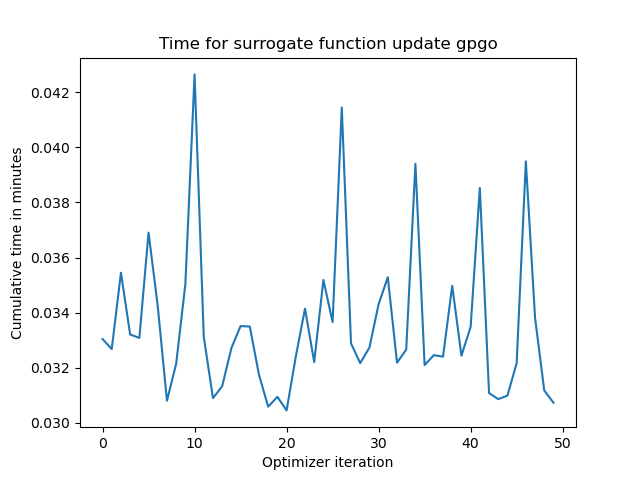 Time for surrogate function update gpgo
0.042
0.040
0.038
0.036
0.034
0.032
0.030
Cumulative time in minutes
0 10 20 30 40 50
Optimizer iteration